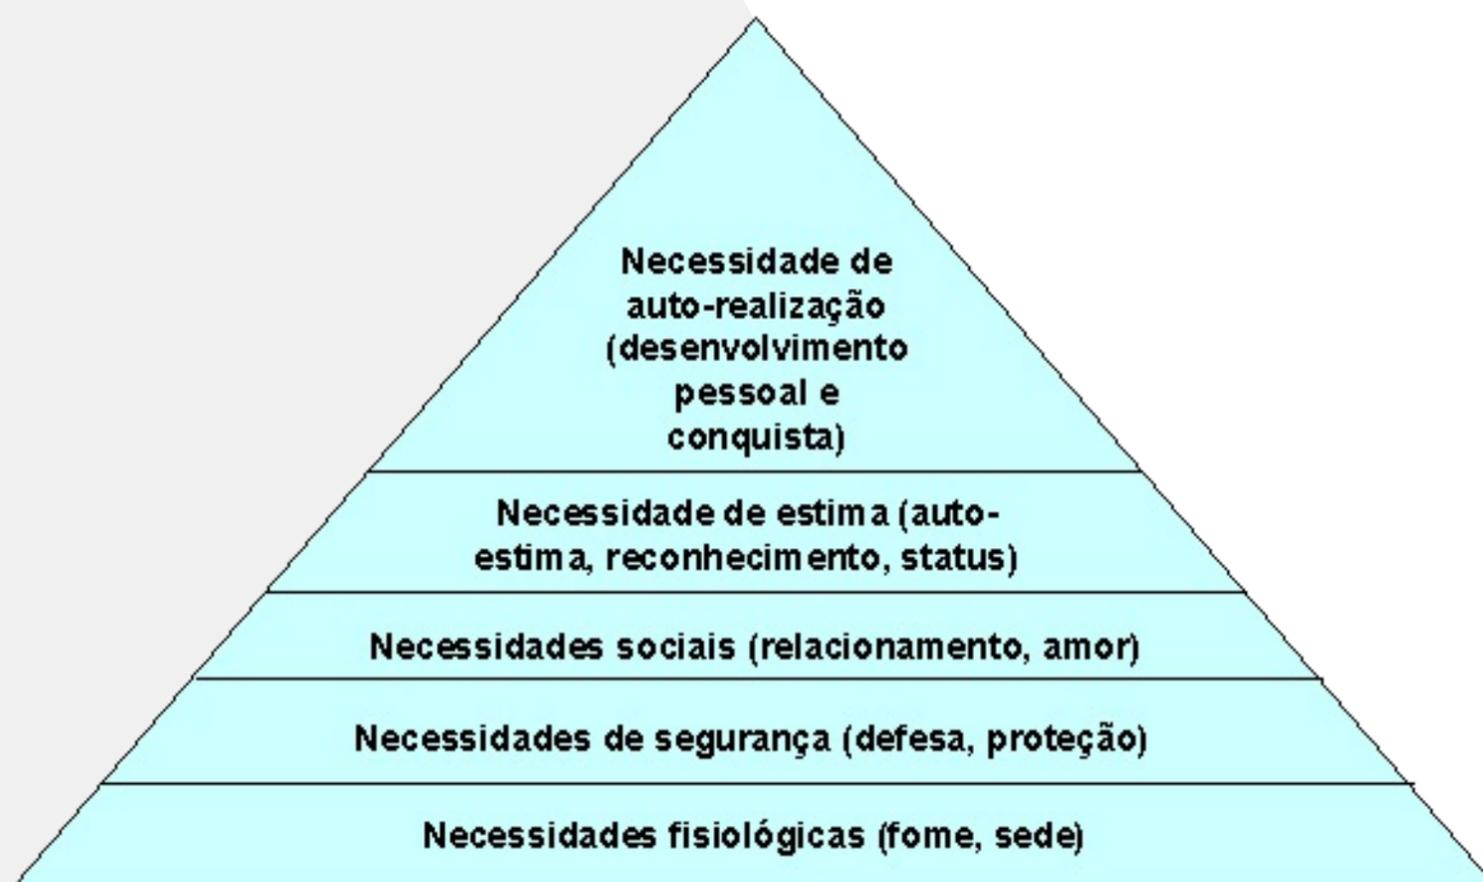 Necessidade de
auto-realização
(desenvolvimento
pessoal e
conquista)
Necessidade de estima (auto-
estima, reconhecimento, status)
Necessidades sociais (relacionamento, amor)
Necessidades de segurança (defesa, proteção)
Necessidades fisiológicas (fome, sede)